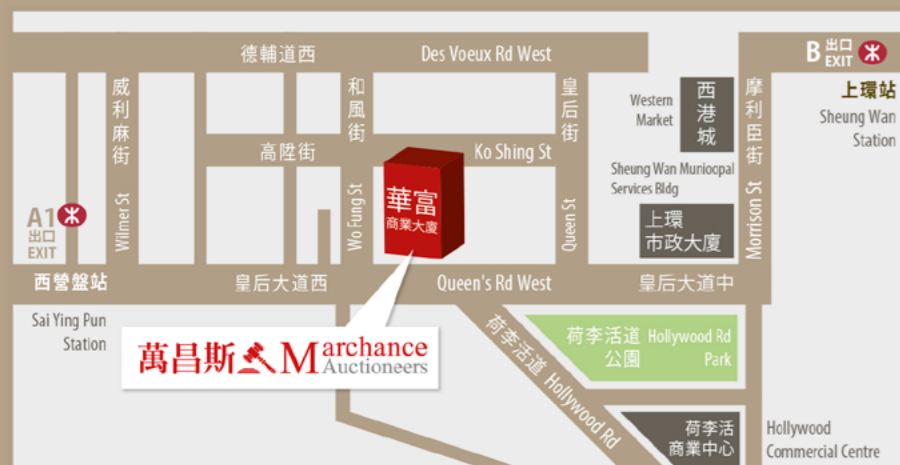 德輔道西 Des Voeux Rd West
B 出口
EXIT
上環站
Sheung Wan
Station
威利麻街
Wilmer St
和風街
Wo Fung St
皇后街
Queen St
Western
Market
西港城
摩利臣街
Morrison St
高陞街 Ko Shing St
Sheung Wan Munioopal
Services Bldg
上環
市政大廈
華富
商業大廈
A1
出口
EXIT
西營盤站
Sai Ying Pun
Station
皇后大道西 Queen's Rd West 皇后大道中
萬昌斯 Marchance
Auctioneers
荷李活道 Hollywood Rd
荷李活道 Hollywood Rd
公園 Park
荷李活
商業中心
Hollywood
Commercial Centre